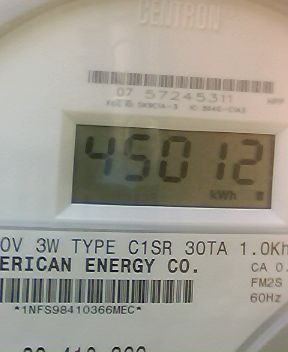 CENTRON
07 57245311
45012
kWh
0V 3W TYPE C1SR 30TA 1.0Kh
ERICAN ENERGY CO. CA 0.
FM2S
60Hz
*1NFS98410366MEC*